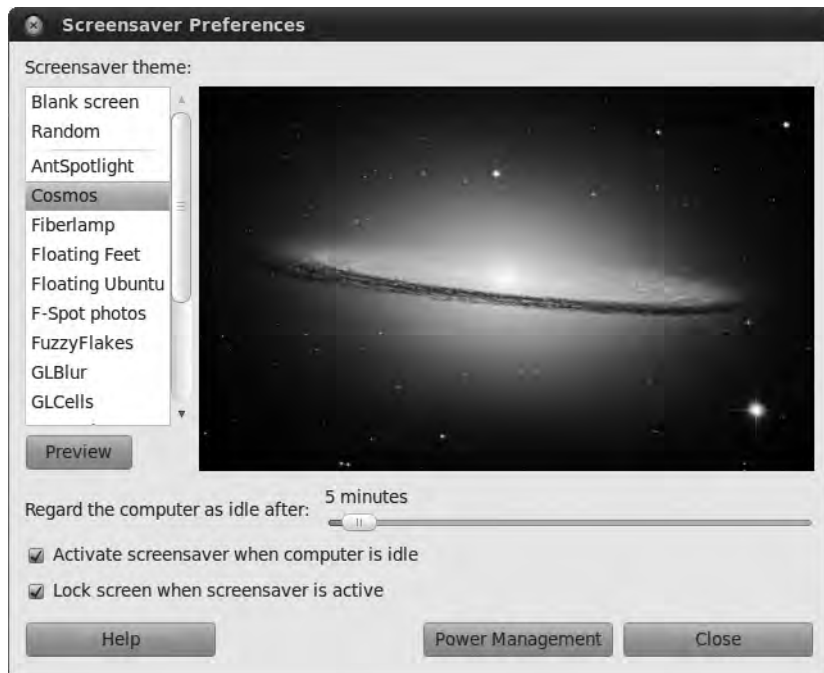 Screensaver Preferences
Screensaver theme:
Blank screen
Random
AntSpotlight
Cosmos
Fiberlamp
Floating Feet
Floating Ubuntu
F-Spot photos
FuzzyFlakes
GLBlur
GLCells
Preview
5 minutes
Regard the computer as idle after:
Activate screensaver when computer is idle
Lock screen when screensaver is active
Help Power Management Close